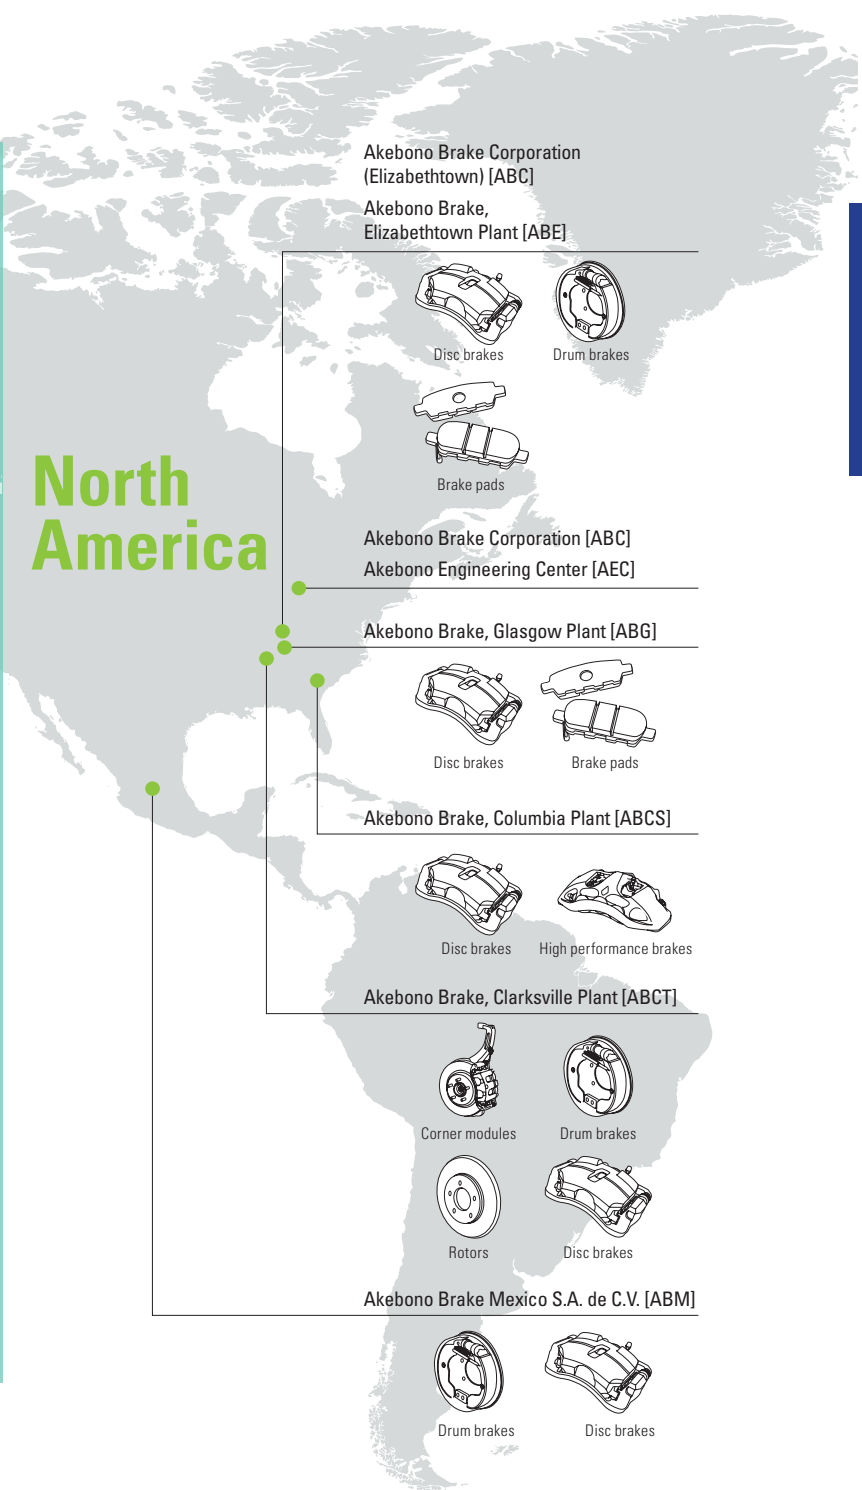 Akebono Brake Corporation
(Elizabethtown) [ABC]
Akebono Brake,
Elizabethtown Plant [ABE]
Disc brakes
Drum brakes
Brake pads
North
America
Akebono Brake Corporation [ABC]
Akebono Engineering Center [AEC]
Akebono Brake, Glasgow Plant [ABG]
Disc brakes
Brake pads
Akebono Brake, Columbia Plant [ABCS]
Disc brakes
High performance brakes
Akebono Brake, Clarksville Plant [ABCT]
Corner modules
Drum brakes
Rotors
Disc brakes
Akebono Brake Mexico S.A. de C.V. [ABM]
Drum brakes
Disc brakes